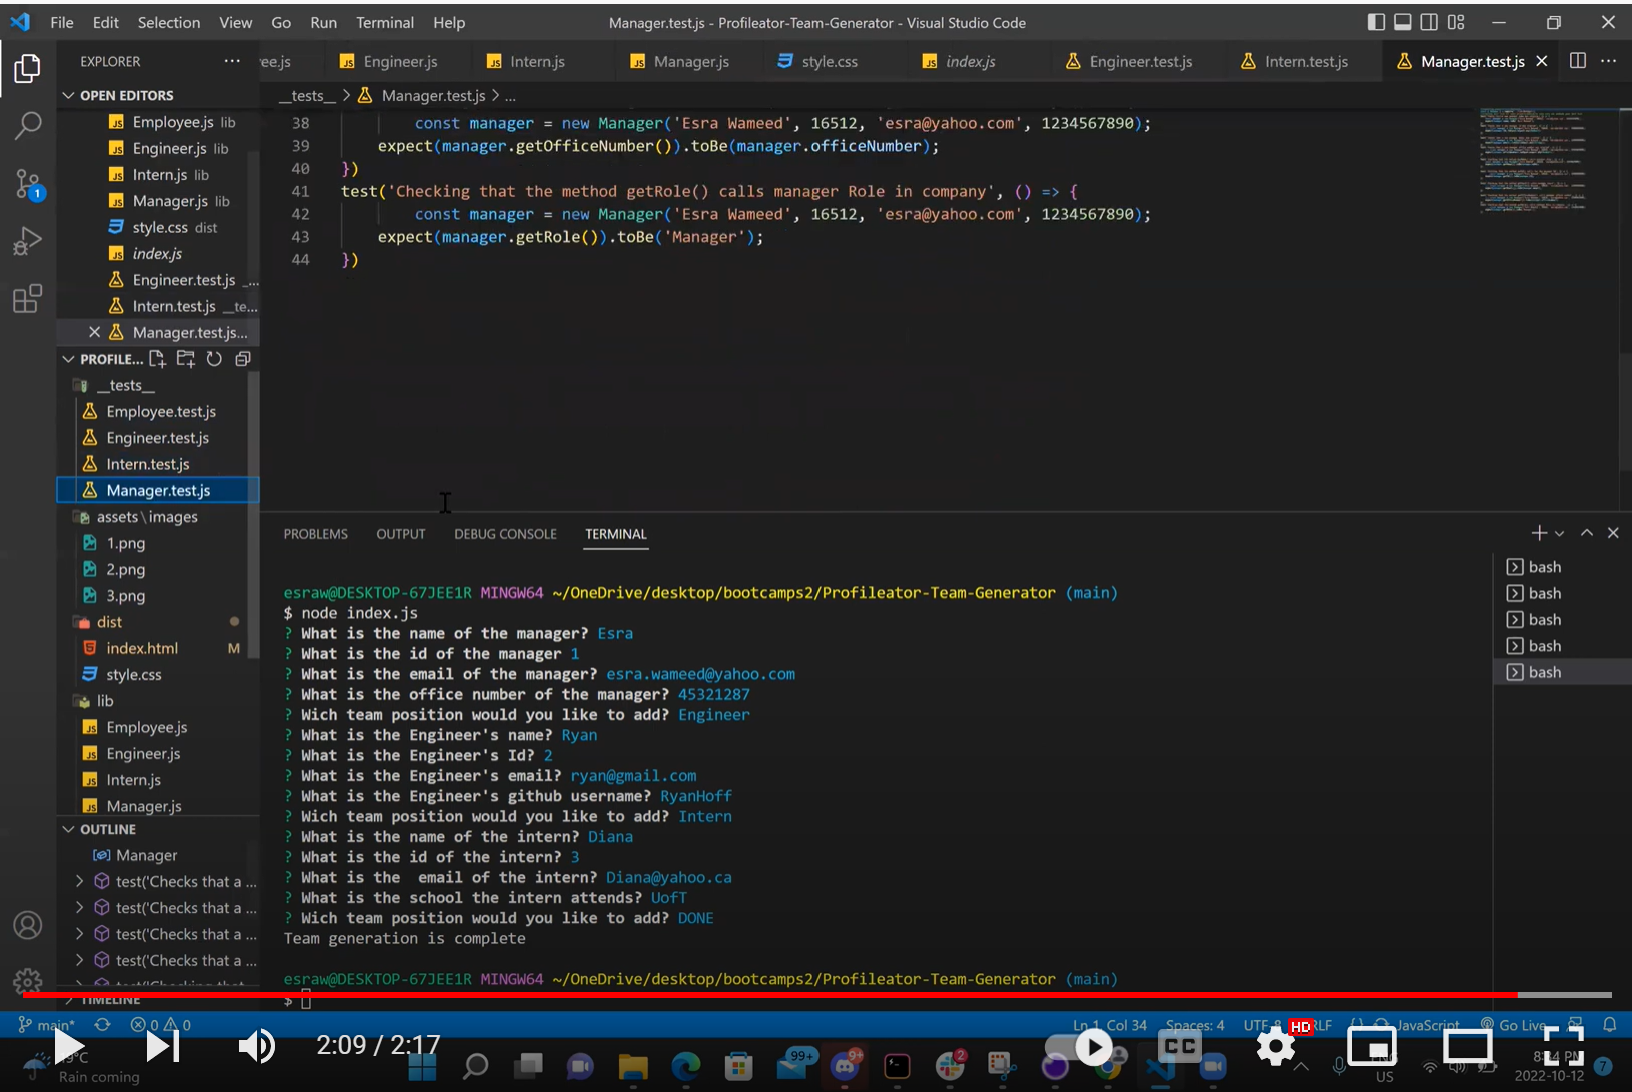 File Edit Selection View Go Run Terminal Help
Manager.test.js - Profileator-Team-Generator - Visual Studio Code
EXPLORER
ee.js Engineer.js Intern.js Manager.js style.css index.js Engineer.test.js Intern.test.js Manager.test.js
OPEN EDITORS
Employee.js lib
Engineer.js lib
Intern.js lib
Manager.js lib
style.css dist
index.js
Engineer.test.js _...
Intern.test.js __te...
Manager.test.js...
PROFILE...
__tests__
Employee.test.js
Engineer.test.js
Intern.test.js
Manager.test.js
assets\images
1.png
2.png
3.png
dist
index.html M
style.css
lib
Employee.js
Engineer.js
Intern.js
Manager.js
OUTLINE
Manager
test('Checks that a ...
test('Checks that a ...
test('Checks that a ...
test('Checks that a ...
TIMELINE
__tests__ > Manager.test.js > ...
38 const manager = new Manager('Esra Wameed', 16512, 'esra@yahoo.com', 1234567890);
39 expect(manager.getOfficeNumber()).toBe(manager.officeNumber);
40 })
41 test('Checking that the method getRole() calls manager Role in company', () => {
42 const manager = new Manager('Esra Wameed', 16512, 'esra@yahoo.com', 1234567890);
43 expect(manager.getRole()).toBe('Manager');
44 })
PROBLEMS OUTPUT DEBUG CONSOLE TERMINAL
esraw@DESKTOP-67JEE1R MINGW64 ~/OneDrive/desktop/bootcamps2/Profileator-Team-Generator (main)
$ node index.js
? What is the name of the manager? Esra
? What is the id of the manager 1
? What is the email of the manager? esra.wameed@yahoo.com
? What is the office number of the manager? 45321287
? Wich team position would you like to add? Engineer
? What is the Engineer's name? Ryan
? What is the Engineer's Id? 2
? What is the Engineer's email? ryan@gmail.com
? What is the Engineer's github username? RyanHoff
? Wich team position would you like to add? Intern
? What is the name of the intern? Diana
? What is the id of the intern? 3
? What is the  email of the intern? Diana@yahoo.ca
? What is the school the intern attends? UofT
? Wich team position would you like to add? DONE
Team generation is complete
esraw@DESKTOP-67JEE1R MINGW64 ~/OneDrive/desktop/bootcamps2/Profileator-Team-Generator (main)
$
bash
bash
bash
bash
bash
1
main* 0 0
Ln 1, Col 34 Spaces: 4 JavaScript Go Live
2:09 / 2:17
CC
HD
Rain coming
99+
9+
2
US
2022-10-12
7